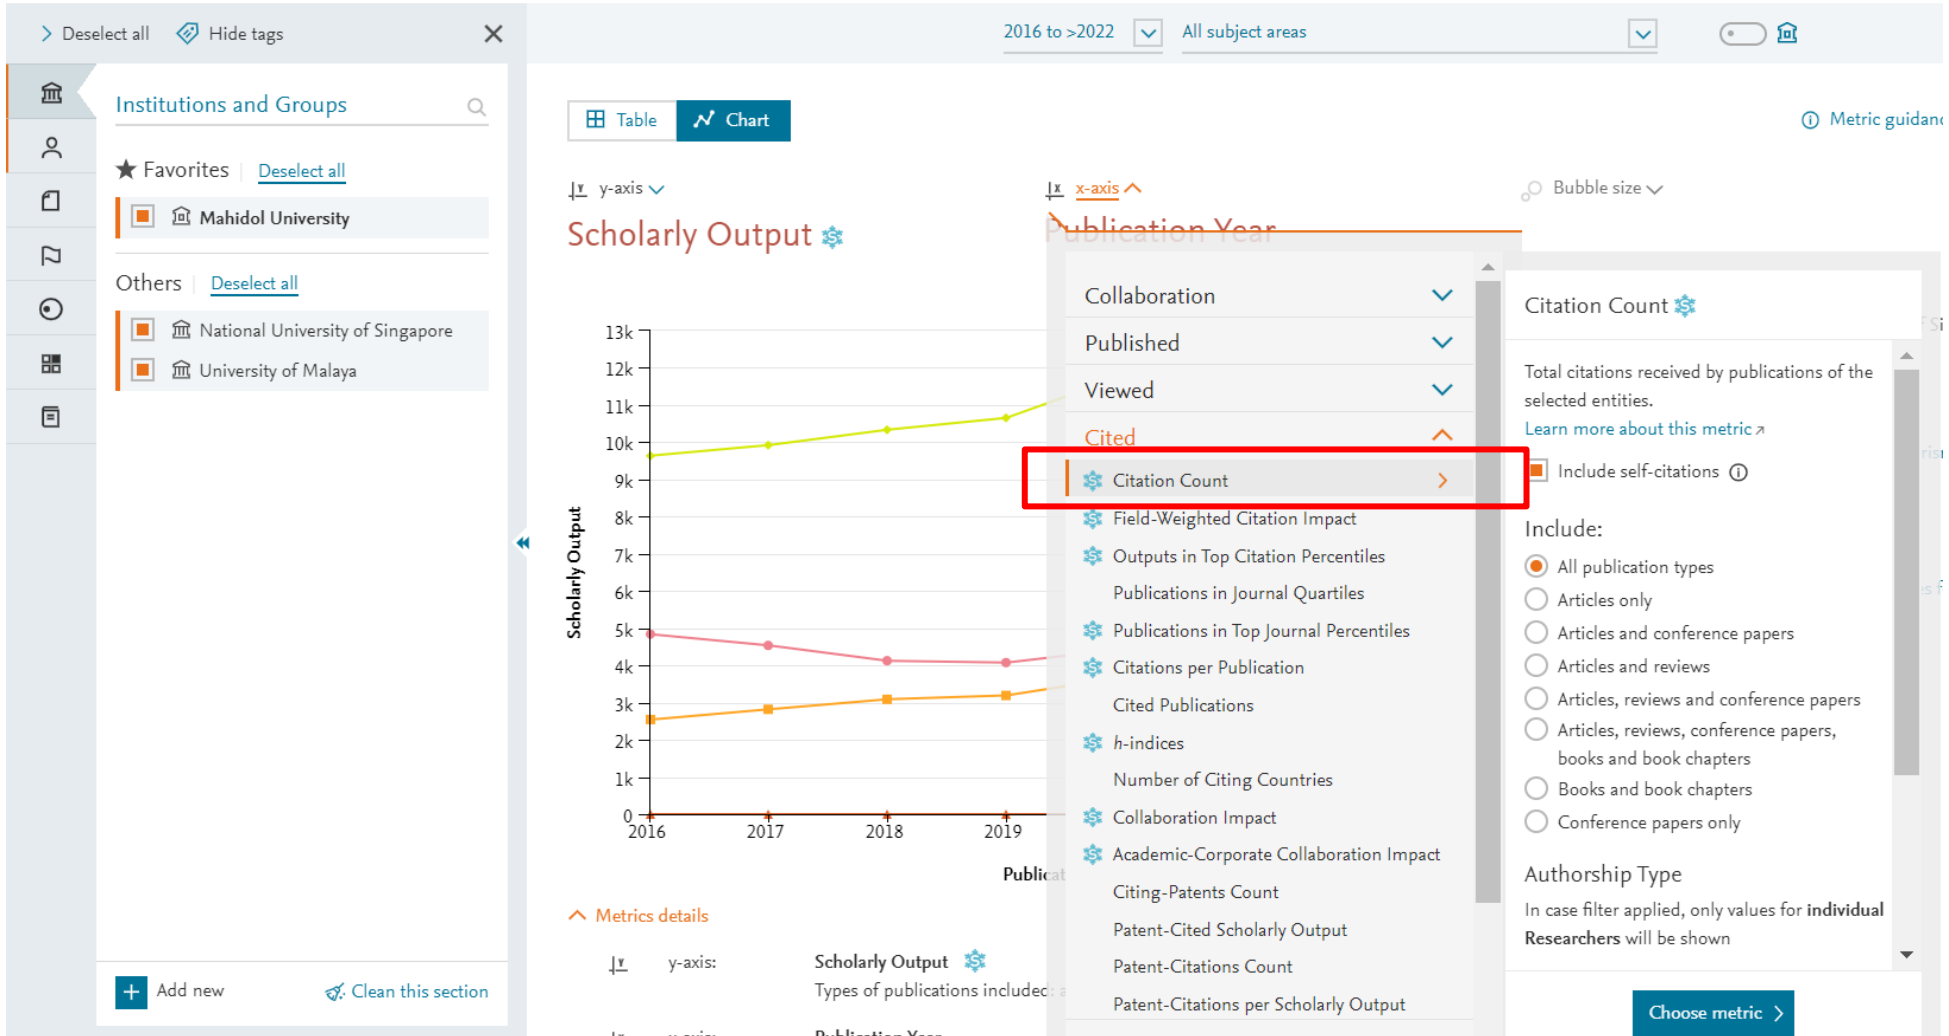 Deselect all
Hide tags
2016 to >2022
All subject areas
Institutions and Groups
Table
Chart
Metric guidanc
Favorites
Deselect all
y-axis
x-axis
Bubble size
Mahidol University
Scholarly Output
Publication Year
Others
Deselect all
National University of Singapore
University of Malaya
Collaboration
Published
Viewed
Cited
Citation Count
Field-Weighted Citation Impact
Outputs in Top Citation Percentiles
Publications in Journal Quartiles
Publications in Top Journal Percentiles
Citations per Publication
Cited Publications
h-indices
Number of Citing Countries
Collaboration Impact
Academic-Corporate Collaboration Impact
Citing-Patents Count
Patent-Cited Scholarly Output
Patent-Citations Count
Patent-Citations per Scholarly Output
Citation Count
Total citations received by publications of the
selected entities.
Learn more about this metric
Include self-citations
Include:
All publication types
Articles only
Articles and conference papers
Articles and reviews
Articles, reviews and conference papers
Articles, reviews, conference papers,
books and book chapters
Books and book chapters
Conference papers only
Authorship Type
In case filter applied, only values for individual
Researchers will be shown
Choose metric
13k
12k
11k
10k
9k
8k
7k
6k
5k
4k
3k
2k
1k
0
Scholarly Output
2016
2017
2018
2019
Publicat
Metrics details
y-axis:
Scholarly Output
Types of publications included:
Publication Year
Add new
Clean this section